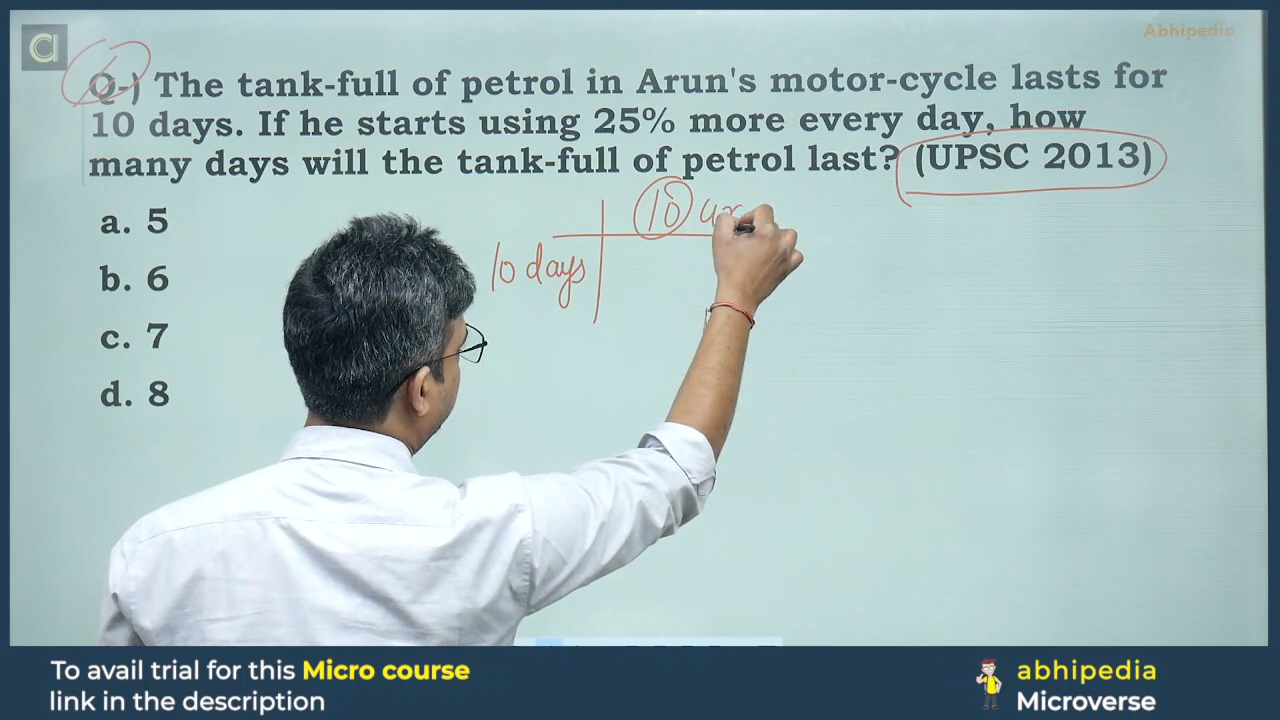 Abhipedia
Q-) The tank-full of petrol in Arun's motor-cycle lasts for
10 days. If he starts using 25% more every day, how
many days will the tank-full of petrol last? (UPSC 2013)
a. 5
b. 6
c. 7
d. 8
10
10 days
To avail trial for this Micro course
link in the description
abhipedia
Microverse